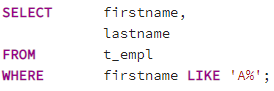 SELECT firstname,
lastname
FROM t_empl
WHERE firstname LIKE 'A%';